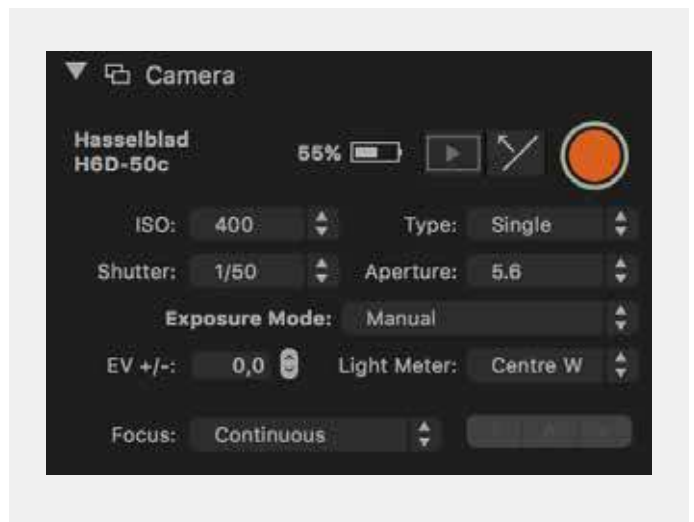 Camera
Hasselblad
H6D-50c
55%
ISO: 400 Type: Single
Shutter: 1/50 Aperture: 5.6
Exposure Mode: Manual
EV +/-: 0,0 Light Meter: Centre W
Focus: Continuous